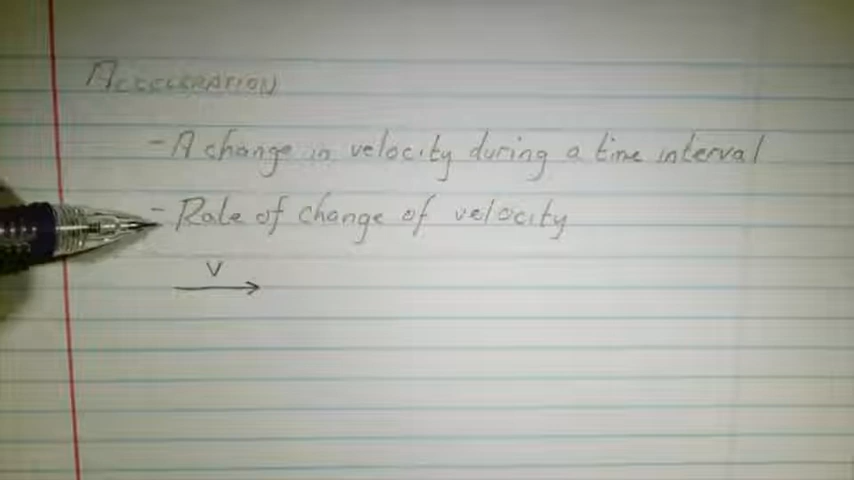 ACCELERATION
- A change in velocity during a time interval
- Rate of change of velocity
V